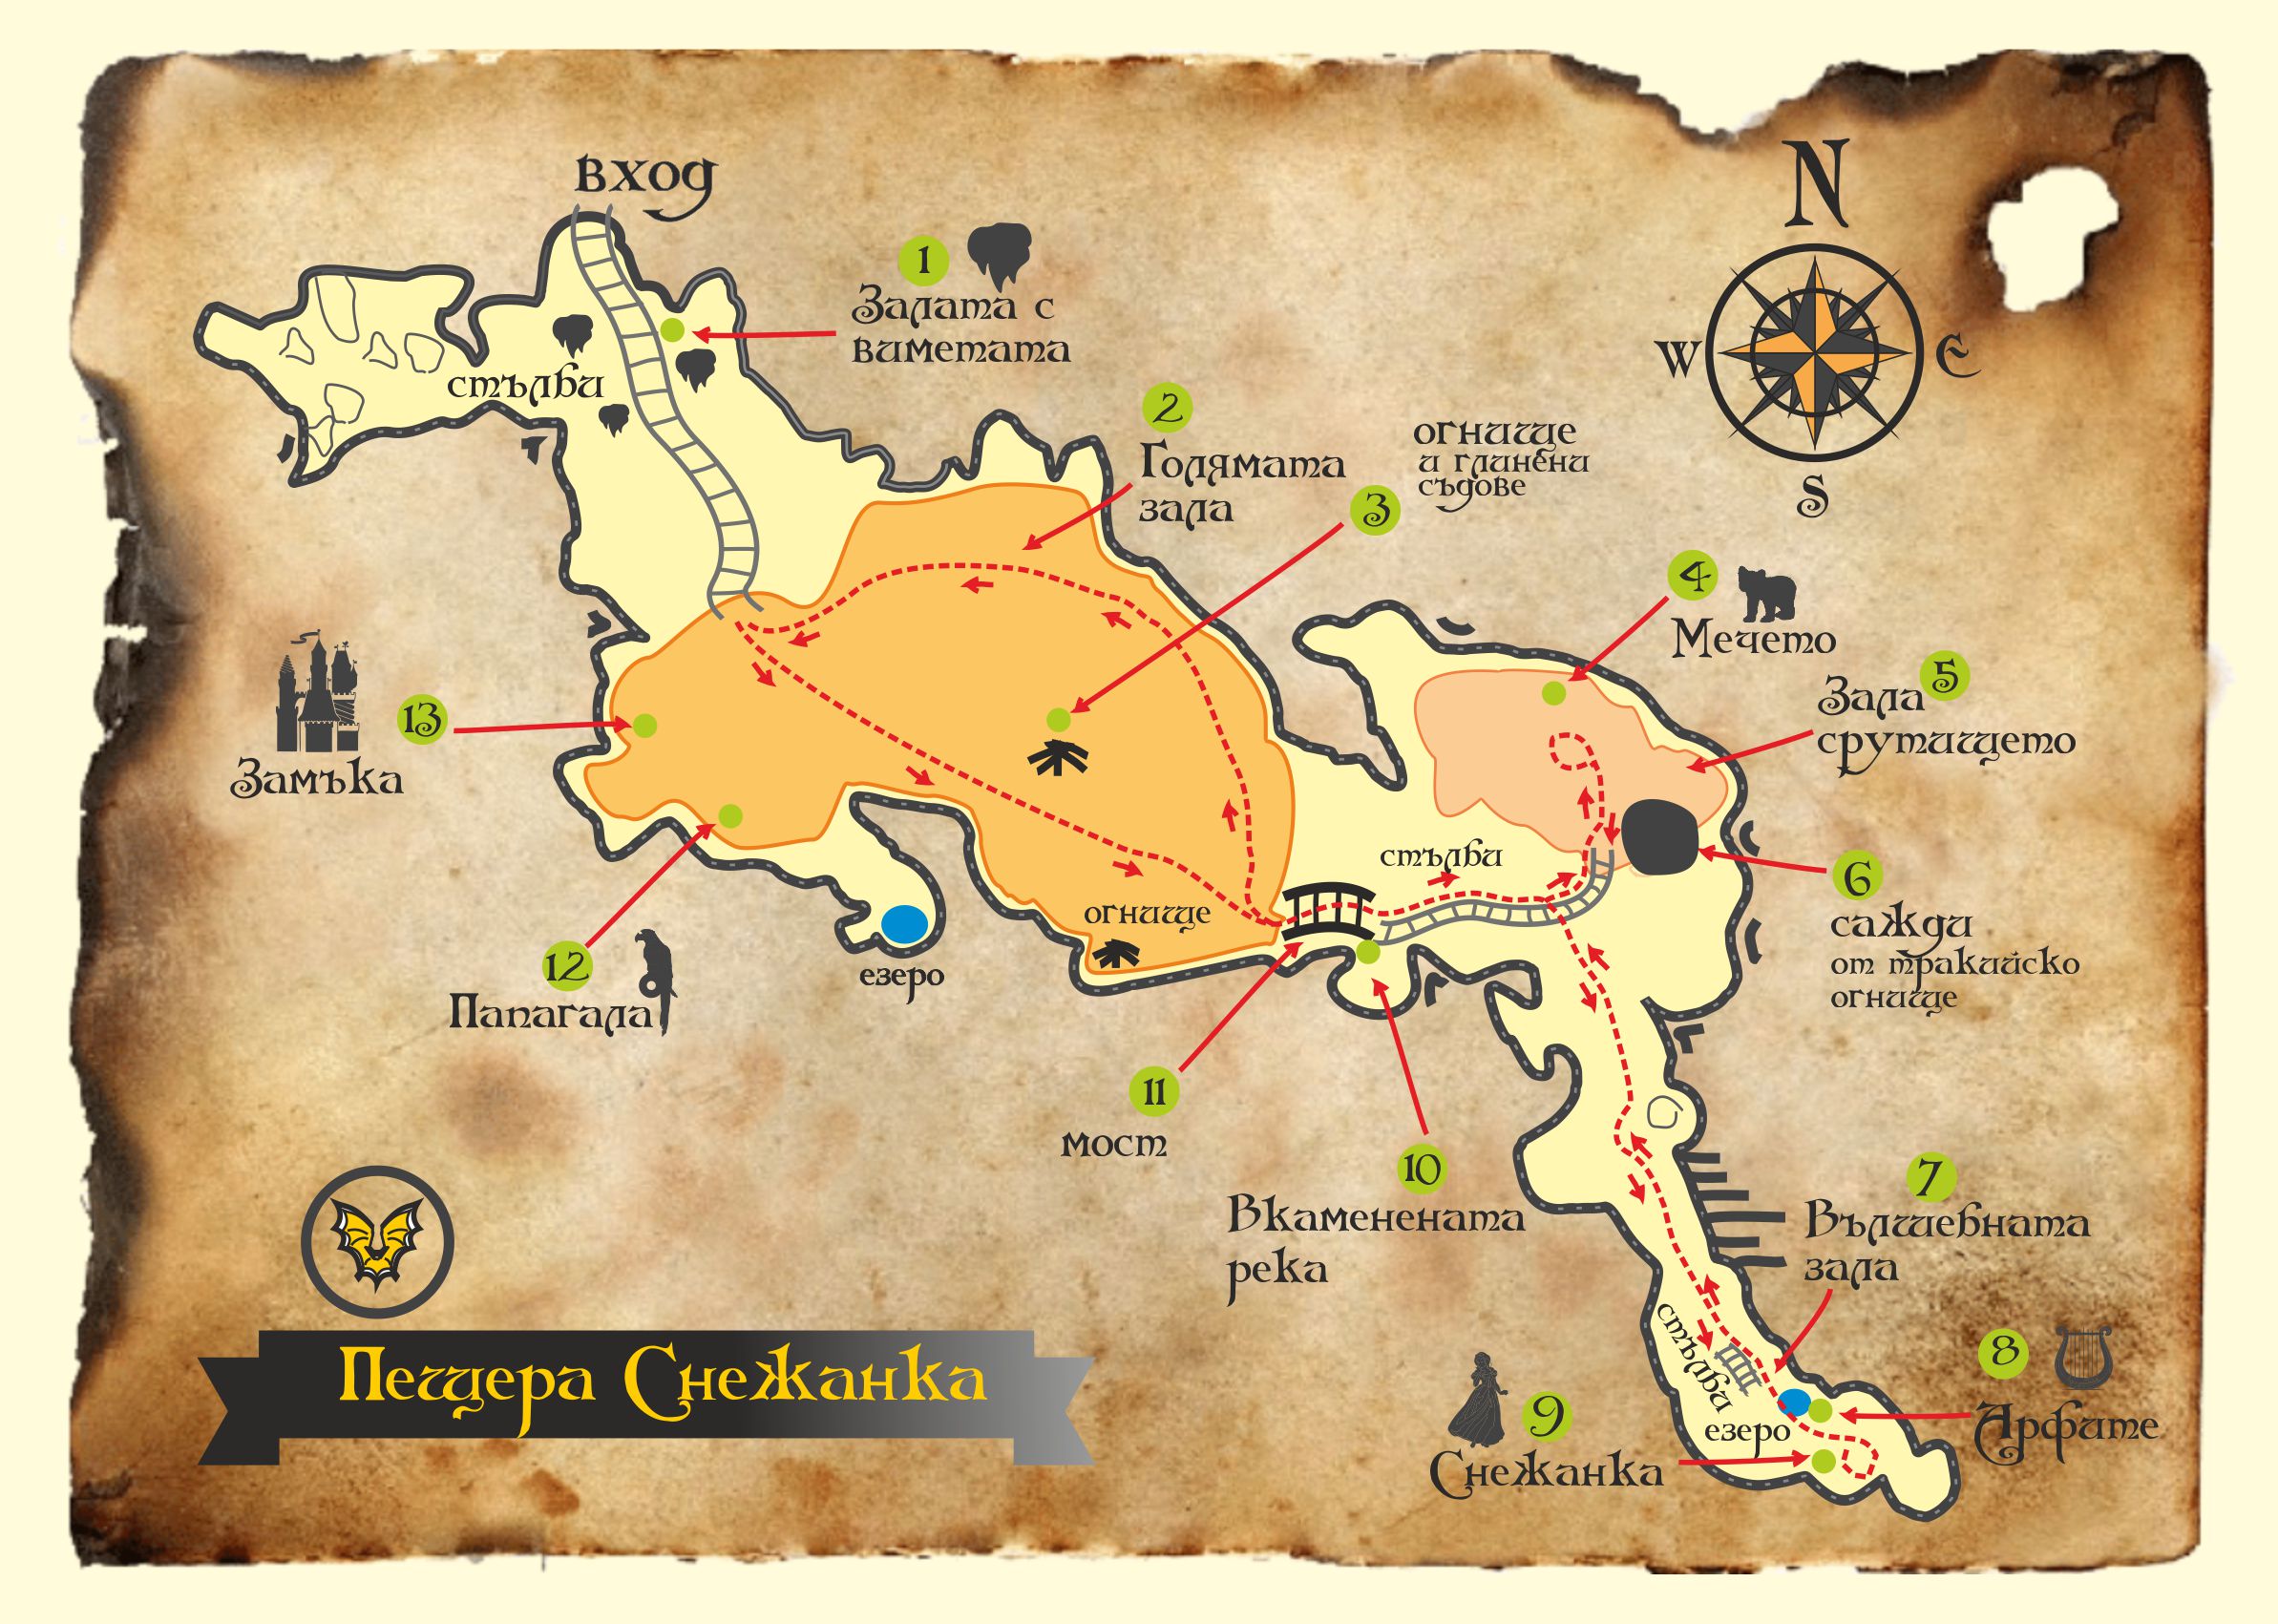 вход
N
W
E
S
1
Залата с
виметата
стълби
2
Голямата
зала
огнище
и глинени
съдове
3
4
Мечето
5
Зала
срутището
13
Замъка
стълби
6
сажди
от тракийско
огнище
огнище
12
Папагала
езеро
11
мост
10
Вкаменената
река
7
Вълшебната
зала
стълби
8
Арфите
езеро
9
Снежанка
Пещера Снежанка